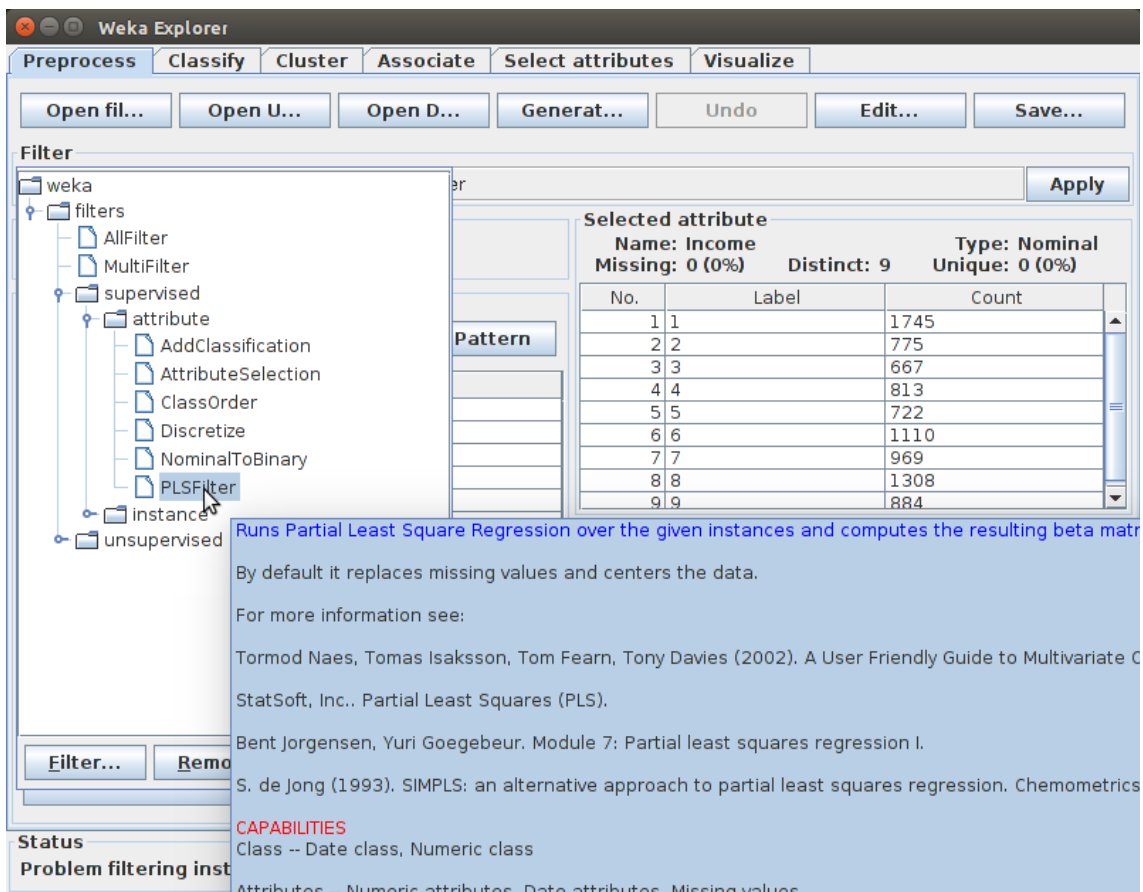 Weka Explorer
Preprocess Classify Cluster Associate Select attributes Visualize
Open fil... Open U... Open D... Generat... Undo Edit... Save...
Filter
weka
filters
AllFilter
MultiFilter
supervised
attribute
AddClassification
AttributeSelection
ClassOrder
Discretize
NominalToBinary
PLSFilter
instance
unsupervised
Filter... Remo
er
Apply
Pattern
Selected attribute
Name: Income Type: Nominal
Missing: 0 (0%) Distinct: 9 Unique: 0 (0%)
No. Label Count
1 1 1745
2 2 775
3 3 667
4 4 813
5 5 722
6 6 1110
7 7 969
8 8 1308
9 9 884
Runs Partial Least Square Regression over the given instances and computes the resulting beta matr
By default it replaces missing values and centers the data.
For more information see:
Tormod Naes, Tomas Isaksson, Tom Fearn, Tony Davies (2002). A User Friendly Guide to Multivariate C
StatSoft, Inc.. Partial Least Squares (PLS).
Bent Jorgensen, Yuri Goegebeur. Module 7: Partial least squares regression I.
S. de Jong (1993). SIMPLS: an alternative approach to partial least squares regression. Chemometrics
CAPABILITIES
Class -- Date class, Numeric class
Attributes -- Numeric attributes, Date attributes, Missing values
Status
Problem filtering inst